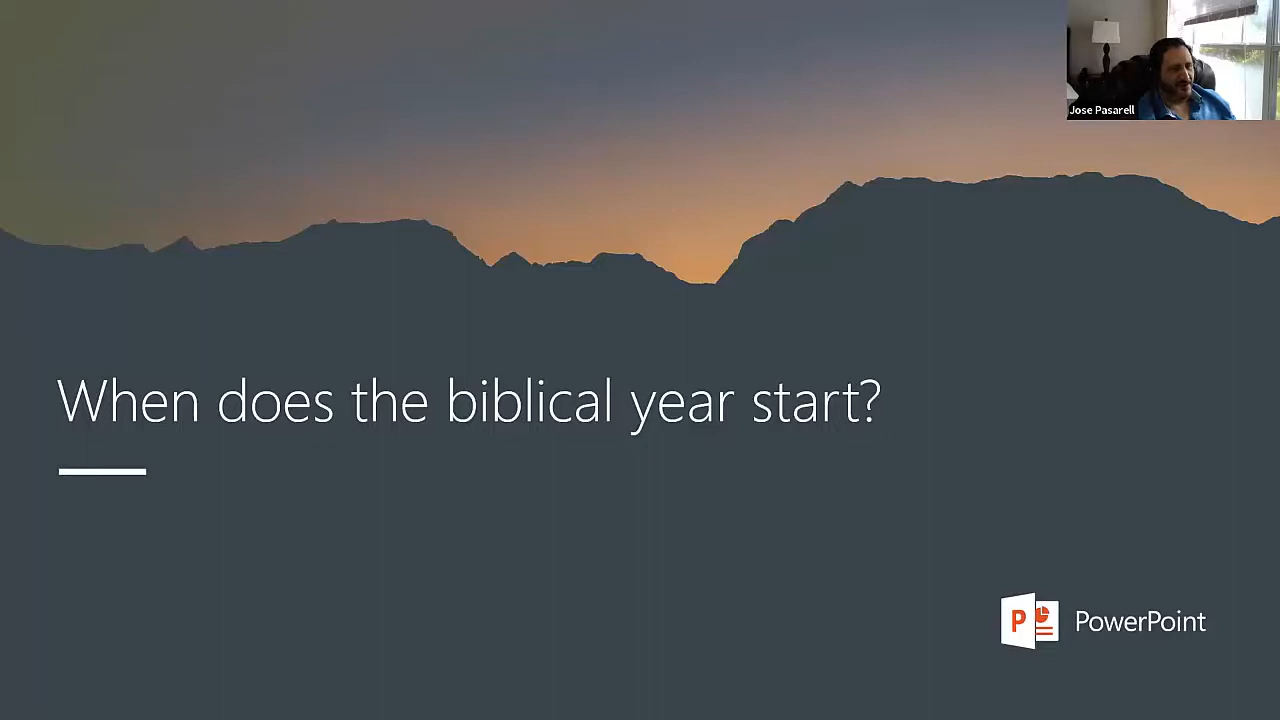 Jose Pasarell
When does the biblical year start?
P
PowerPoint